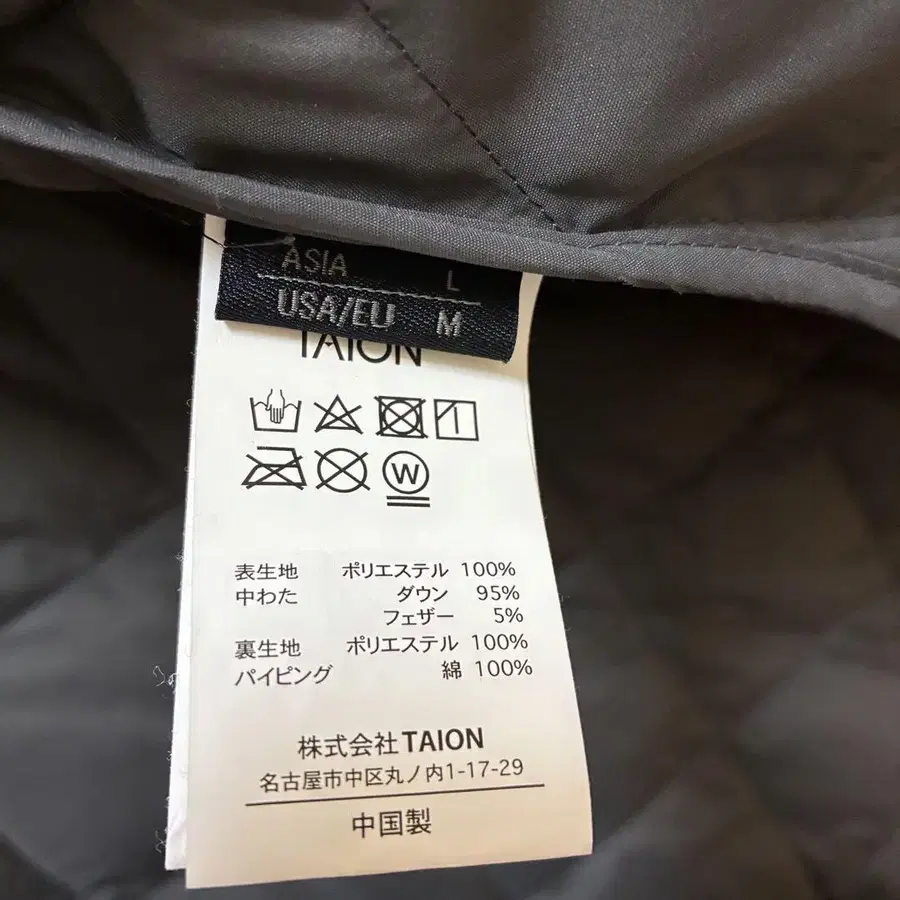 ASIA L
USA/EU M
TAION
W
表生地 ポリエステル 100%
中わた ダウン 95%
フェザー 5%
裏生地 ポリエステル 100%
パイピング 綿 100%
株式会社TAION
名古屋市中区丸ノ内1-17-29
中国製